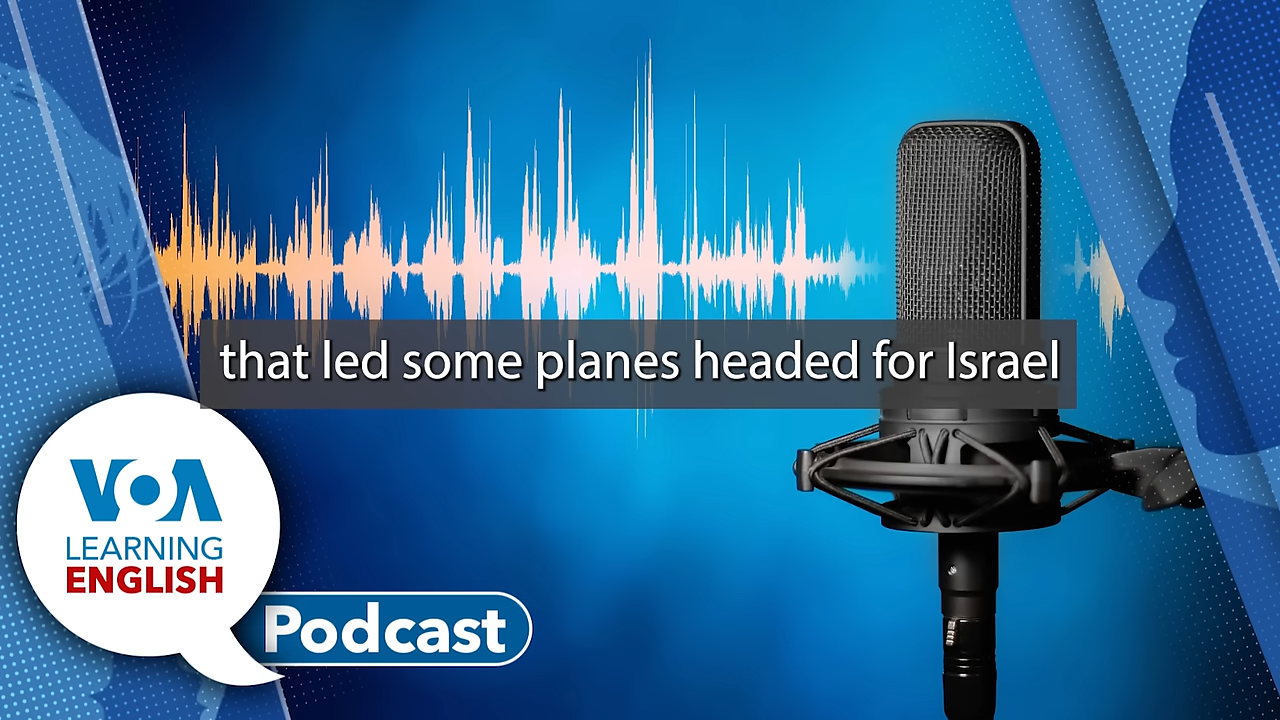 that led some planes headed for Israel
VOA
LEARNING
ENGLISH
Podcast